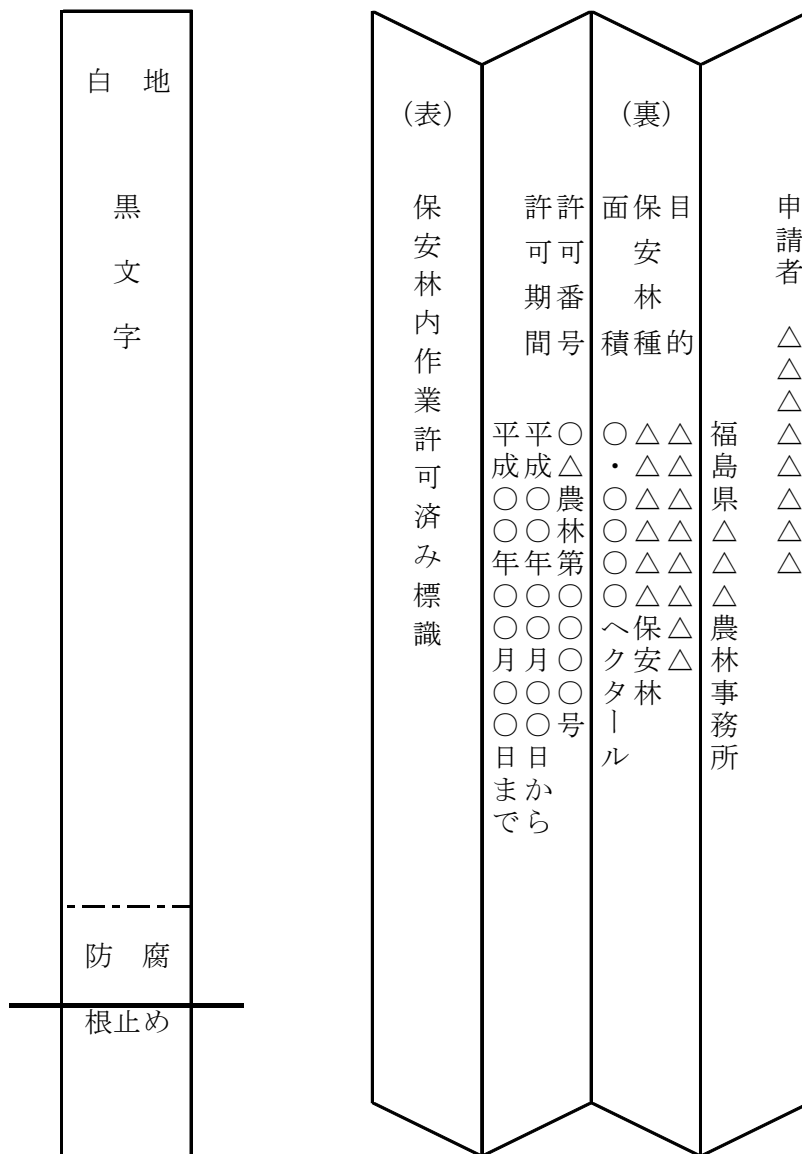 白　地
黒文字
防　腐
根止め
（表）
保安林内作業許可済み標識
許可番号　○△農林第○○○○号
許可期間　平成○○年○○月○○日から
平成○○年○○月○○日まで
（裏）
目　　的　△△△△△△△△
保安林種　△△△△△△保安林
面　　積　○・○○○○ヘクタール
申請者　△△△△△△△△
福島県△△△農林事務所